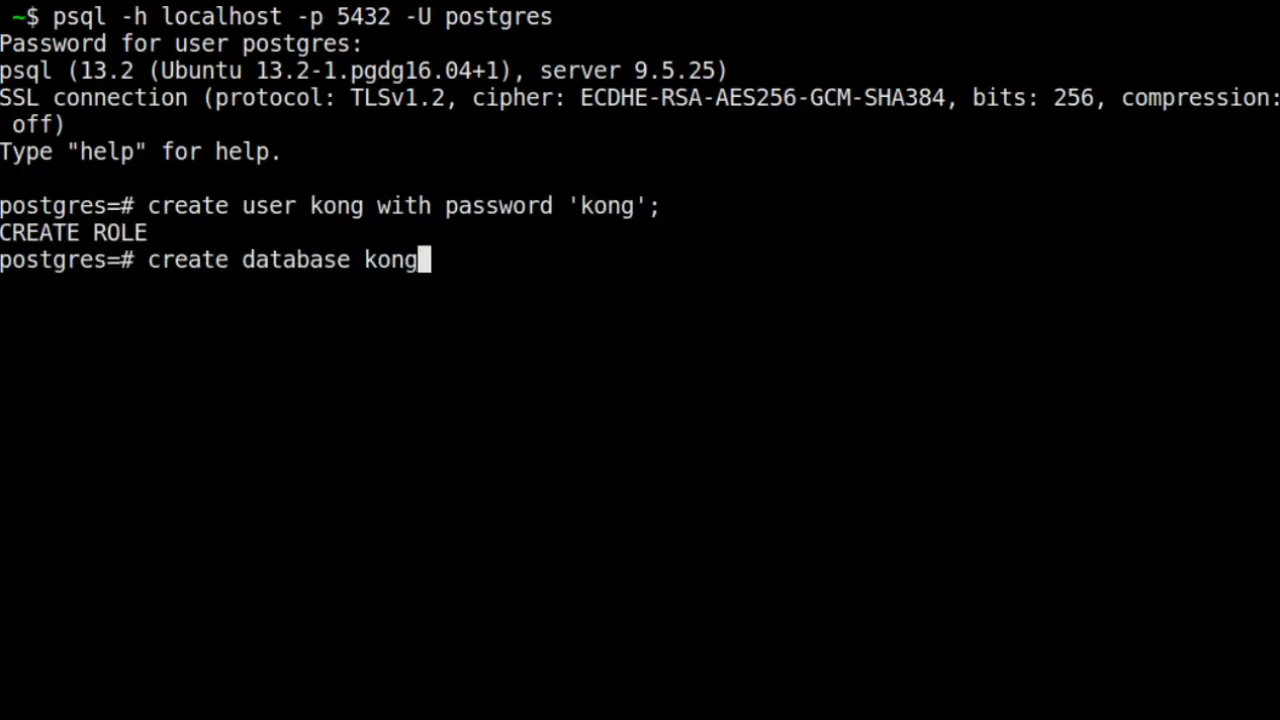 ~$ psql -h localhost -p 5432 -U postgres
Password for user postgres:
psql (13.2 (Ubuntu 13.2-1.pgdg16.04+1), server 9.5.25)
SSL connection (protocol: TLSv1.2, cipher: ECDHE-RSA-AES256-GCM-SHA384, bits: 256, compression:
off)
Type "help" for help.
postgres=# create user kong with password 'kong';
CREATE ROLE
postgres=# create database kong